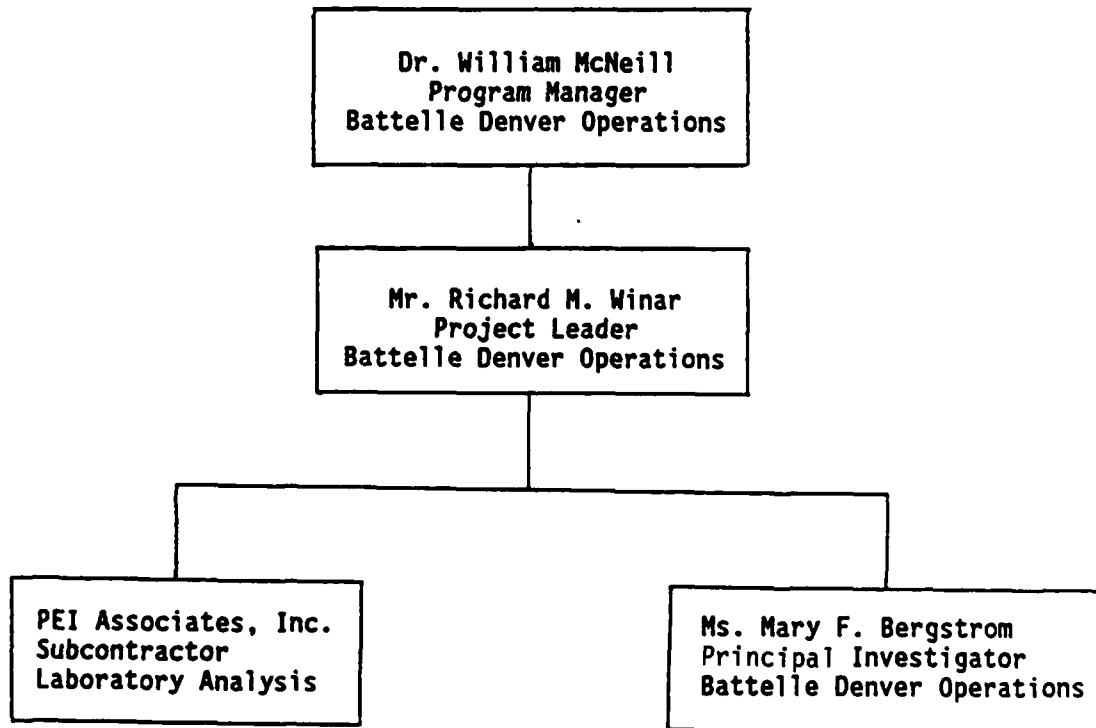 Dr. William McNeill
Program Manager
Battelle Denver Operations
Mr. Richard M. Winar
Project Leader
Battelle Denver Operations
PEI Associates, Inc.
Subcontractor
Laboratory Analysis
Ms. Mary F. Bergstrom
Principal Investigator
Battelle Denver Operations